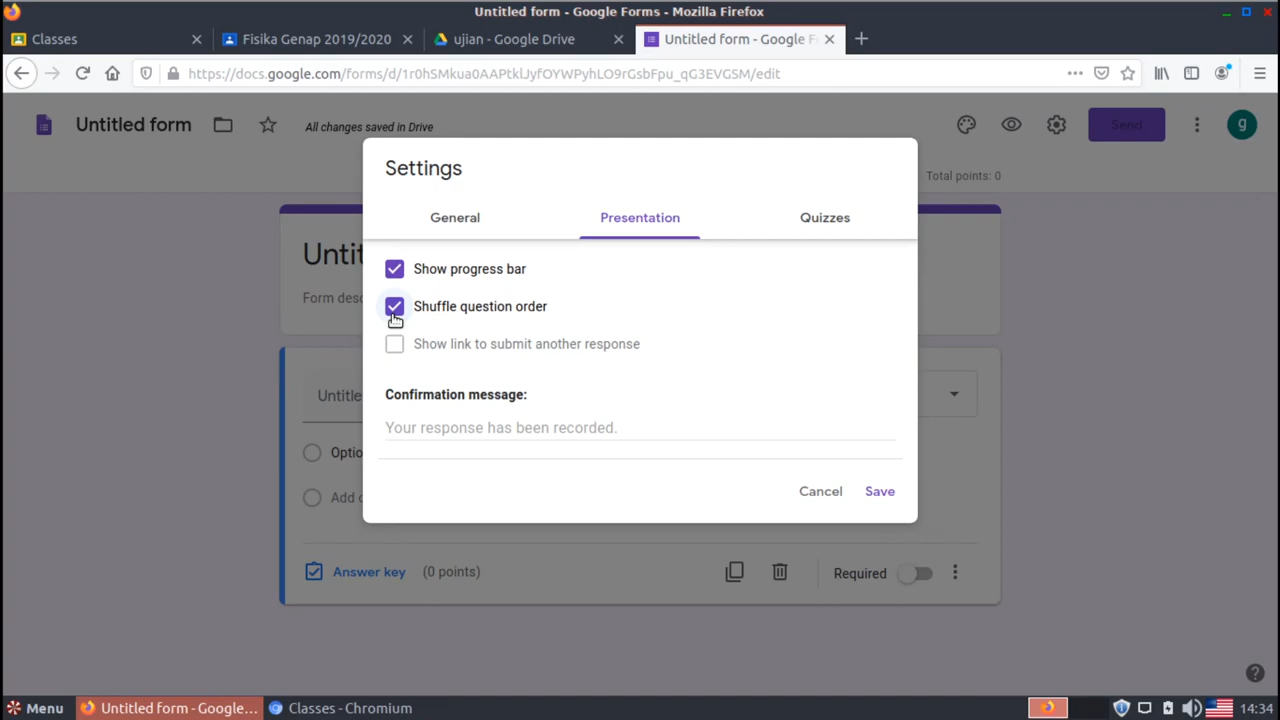 Untitled form - Google Forms - Mozilla Firefox
Classes
Fisika Genap 2019/2020
ujian - Google Drive
Untitled form - Google F
https://docs.google.com/forms/d/1r0hSMkua0AAPtklJyfOYWPyhLO9rGsbFpu_qG3EVGSM/edit
Untitled form
All changes saved in Drive
Send
g
Total points: 0
Settings
General
Presentation
Quizzes
Untit
Form desc
Show progress bar
Shuffle question order
Show link to submit another response
Untitle
Confirmation message:
Your response has been recorded.
Optio
Add o
Cancel
Save
Answer key
(0 points)
Required
Menu
Untitled form - Google...
Classes - Chromium
14:34